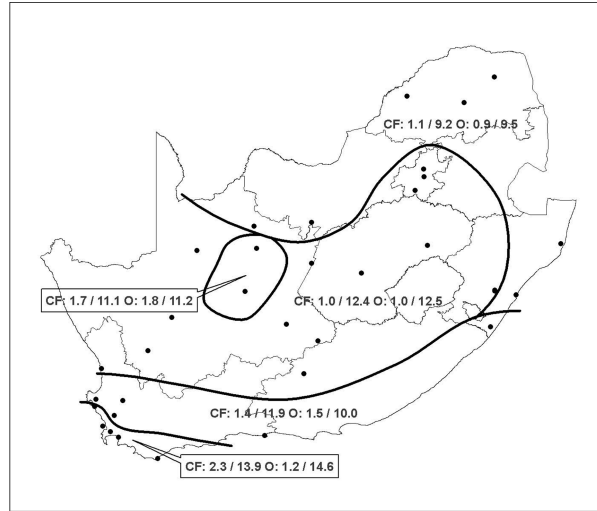 CF: 1.1 / 9.2 O: 0.9 / 9.5
CF: 1.7 / 11.1 O: 1.8 / 11.2
CF: 1.0 / 12.4 O: 1.0 / 12.5
CF: 1.4 / 11.9 O: 1.5 / 10.0
CF: 2.3 / 13.9 O: 1.2 / 14.6